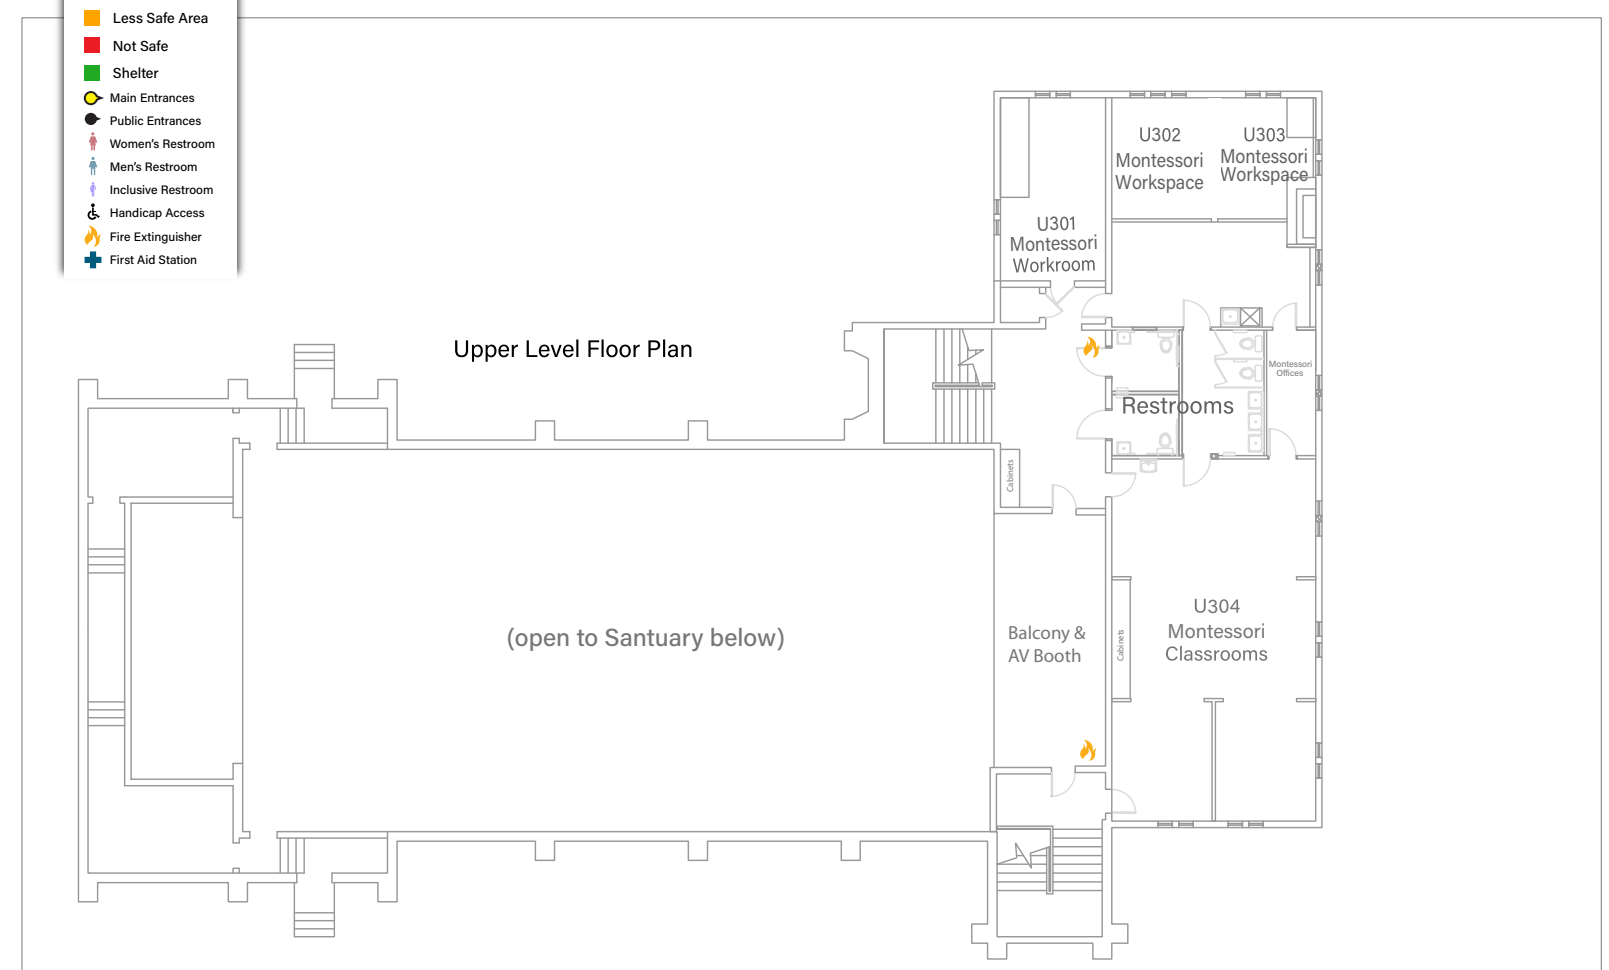 Less Safe Area
Not Safe
Shelter
Main Entrances
Public Entrances
Women's Restroom
Men's Restroom
Inclusive Restroom
Handicap Access
Fire Extinguisher
First Aid Station
Upper Level Floor Plan
U301
Montessori
Workroom
U302
Montessori
Workspace
U303
Montessori
Workspace
Montessori
Offices
Restrooms
Cabinets
(open to Santuary below)
Balcony &
AV Booth
Cabinets
U304
Montessori
Classrooms